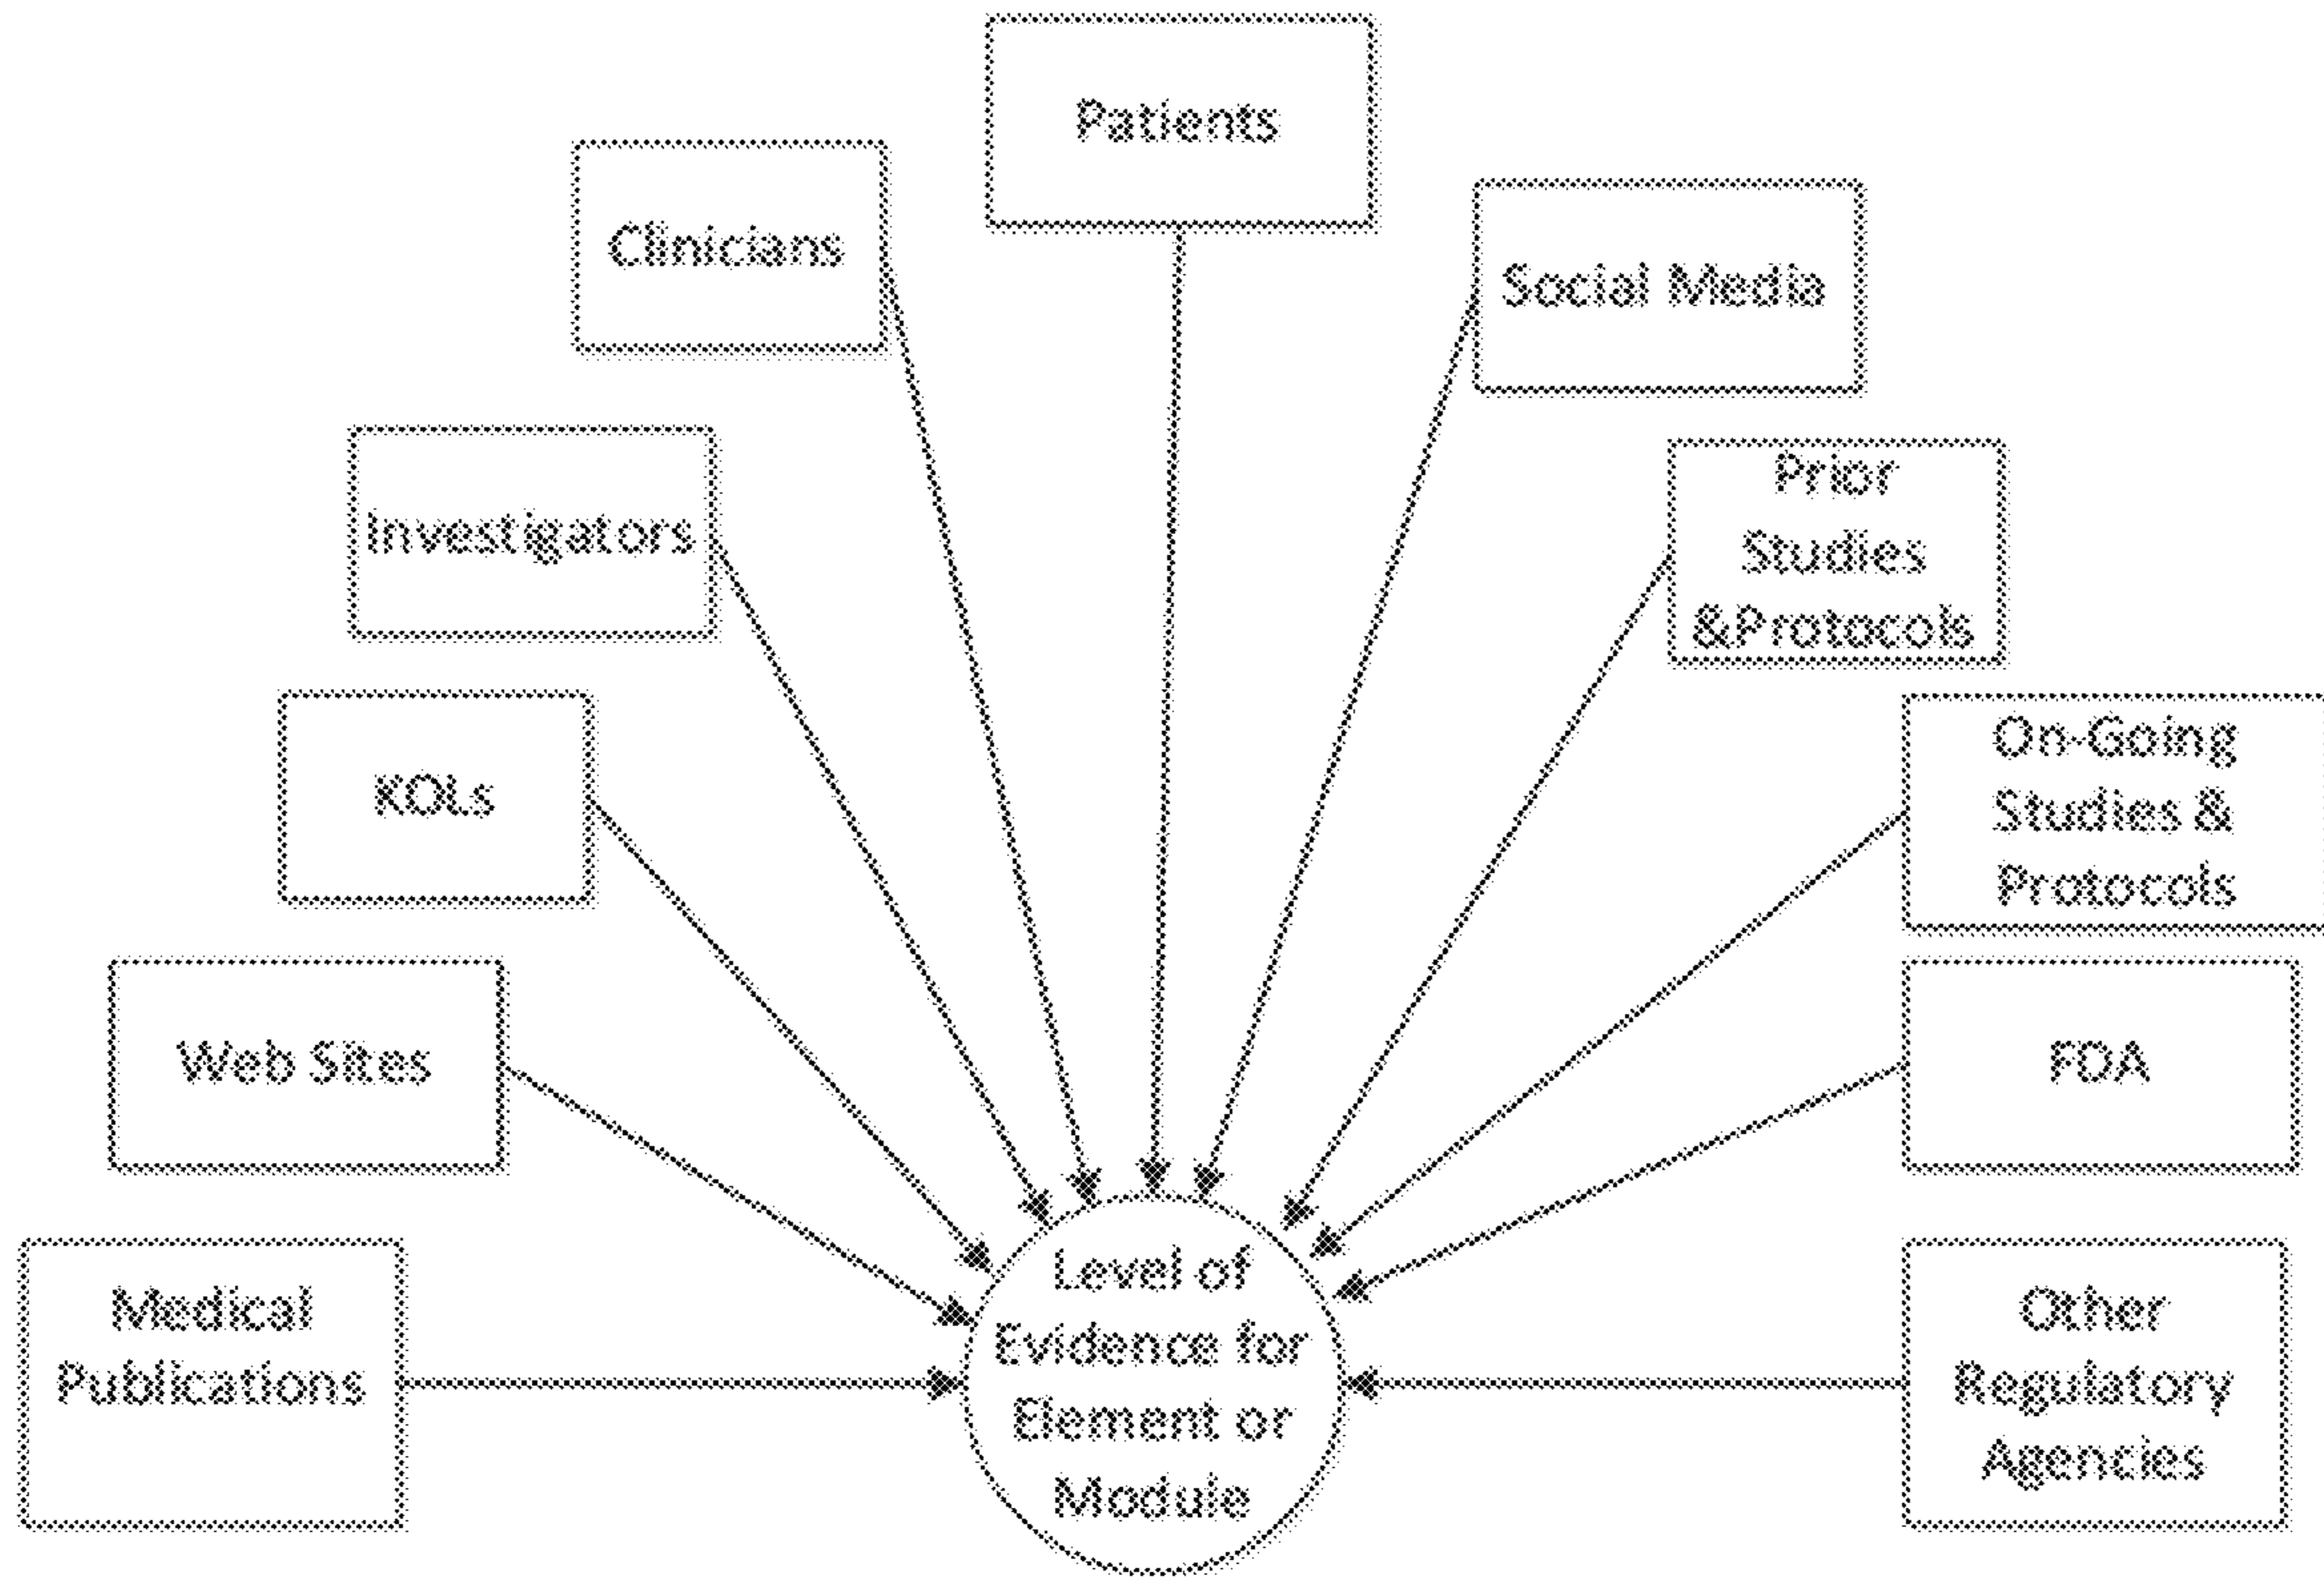 Patients
Clinicians
Social Media
Investigators
Prior
Studies
&Protocols
KOLs
On-Going
Studies &
Protocols
Web Sites
FDA
Medical
Publications
Level of
Evidence for
Element or
Module
Other
Regulatory
Agencies